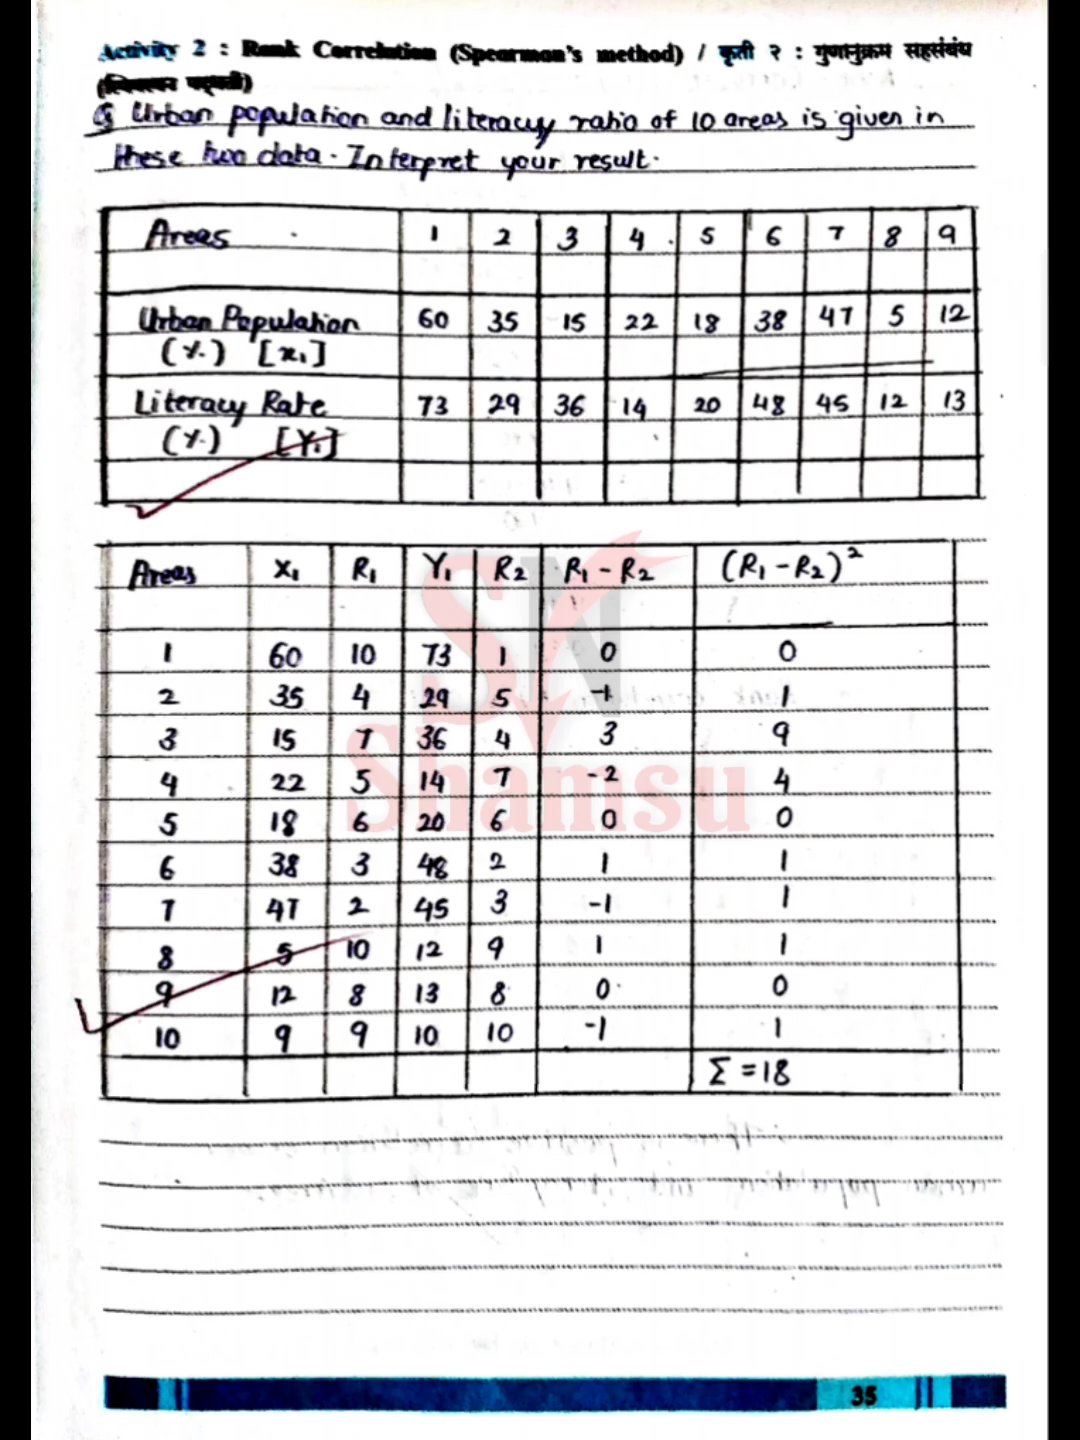 Activity 2 : Rank Correlation (Spearman's method) / कृती २ : गुणानुक्रम सहसंबंध
(स्पिअरमन पद्धती)
Q Urban population and literacy ratio of 10 areas is given in
these two data. Interpret your result.
Areas 1 2 3 4 5 6 7 8 9
Urban Population 60 35 15 22 18 38 47 5 12
(%) [x₁]
Literacy Rate 73 29 36 14 20 48 45 12 13
(%) [Y₁]
Areas X₁ R₁ Y₁ R₂ R₁ - R₂ (R₁ - R₂)²
1 60 10 73 1 0 0
2 35 4 29 5 -1 1
3 15 7 36 4 3 9
4 22 5 14 7 -2 4
5 18 6 20 6 0 0
6 38 3 48 2 1 1
7 47 2 45 3 -1 1
8 5 10 12 9 1 1
9 12 8 13 8 0 0
10 9 9 10 10 -1 1
Σ = 18
SN
Shamsu
35